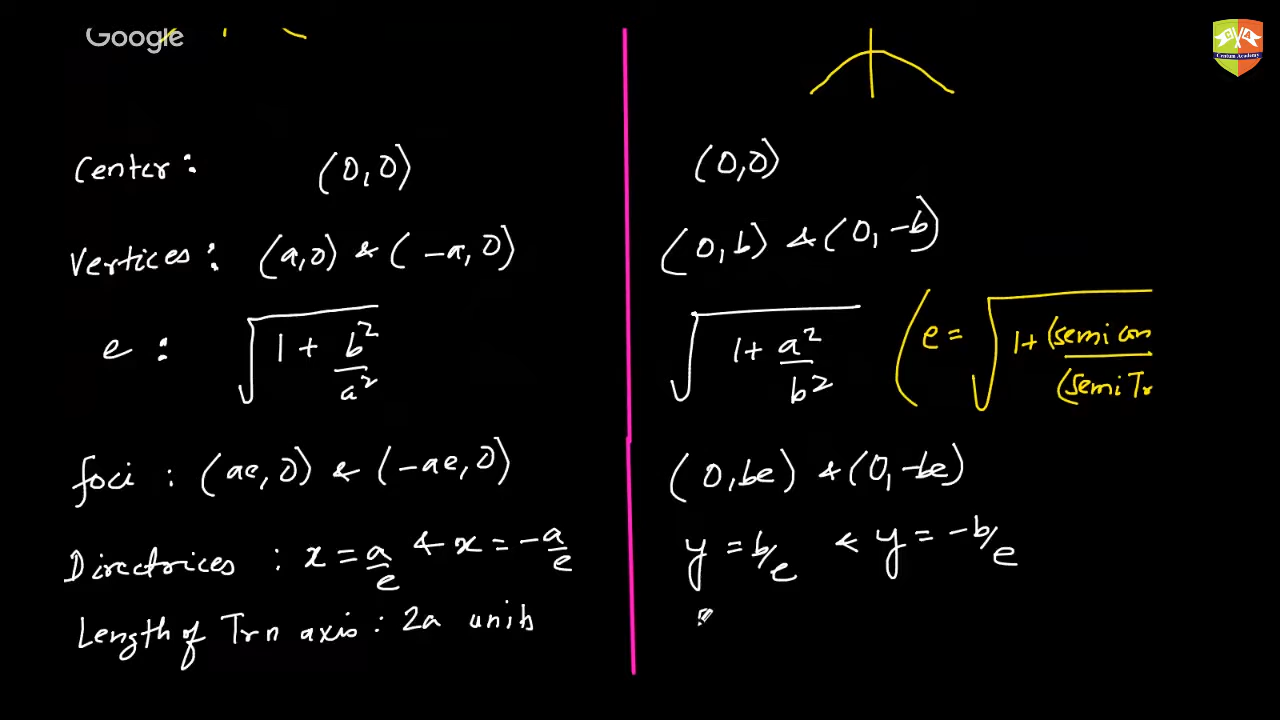 Google
Centum Academy
Center : (0,0) (0,0)
Vertices : (a,0) & (-a,0) (0,b) & (0,-b)
e : √(1 + b²/a²) √(1 + a²/b²) (e = √(1 + (semi con / (semi Tr
foci : (ae,0) & (-ae,0) (0,be) & (0,-be)
Directrices : x = a/e & x = -a/e y = b/e & y = -b/e
Length of Trn axis : 2a units